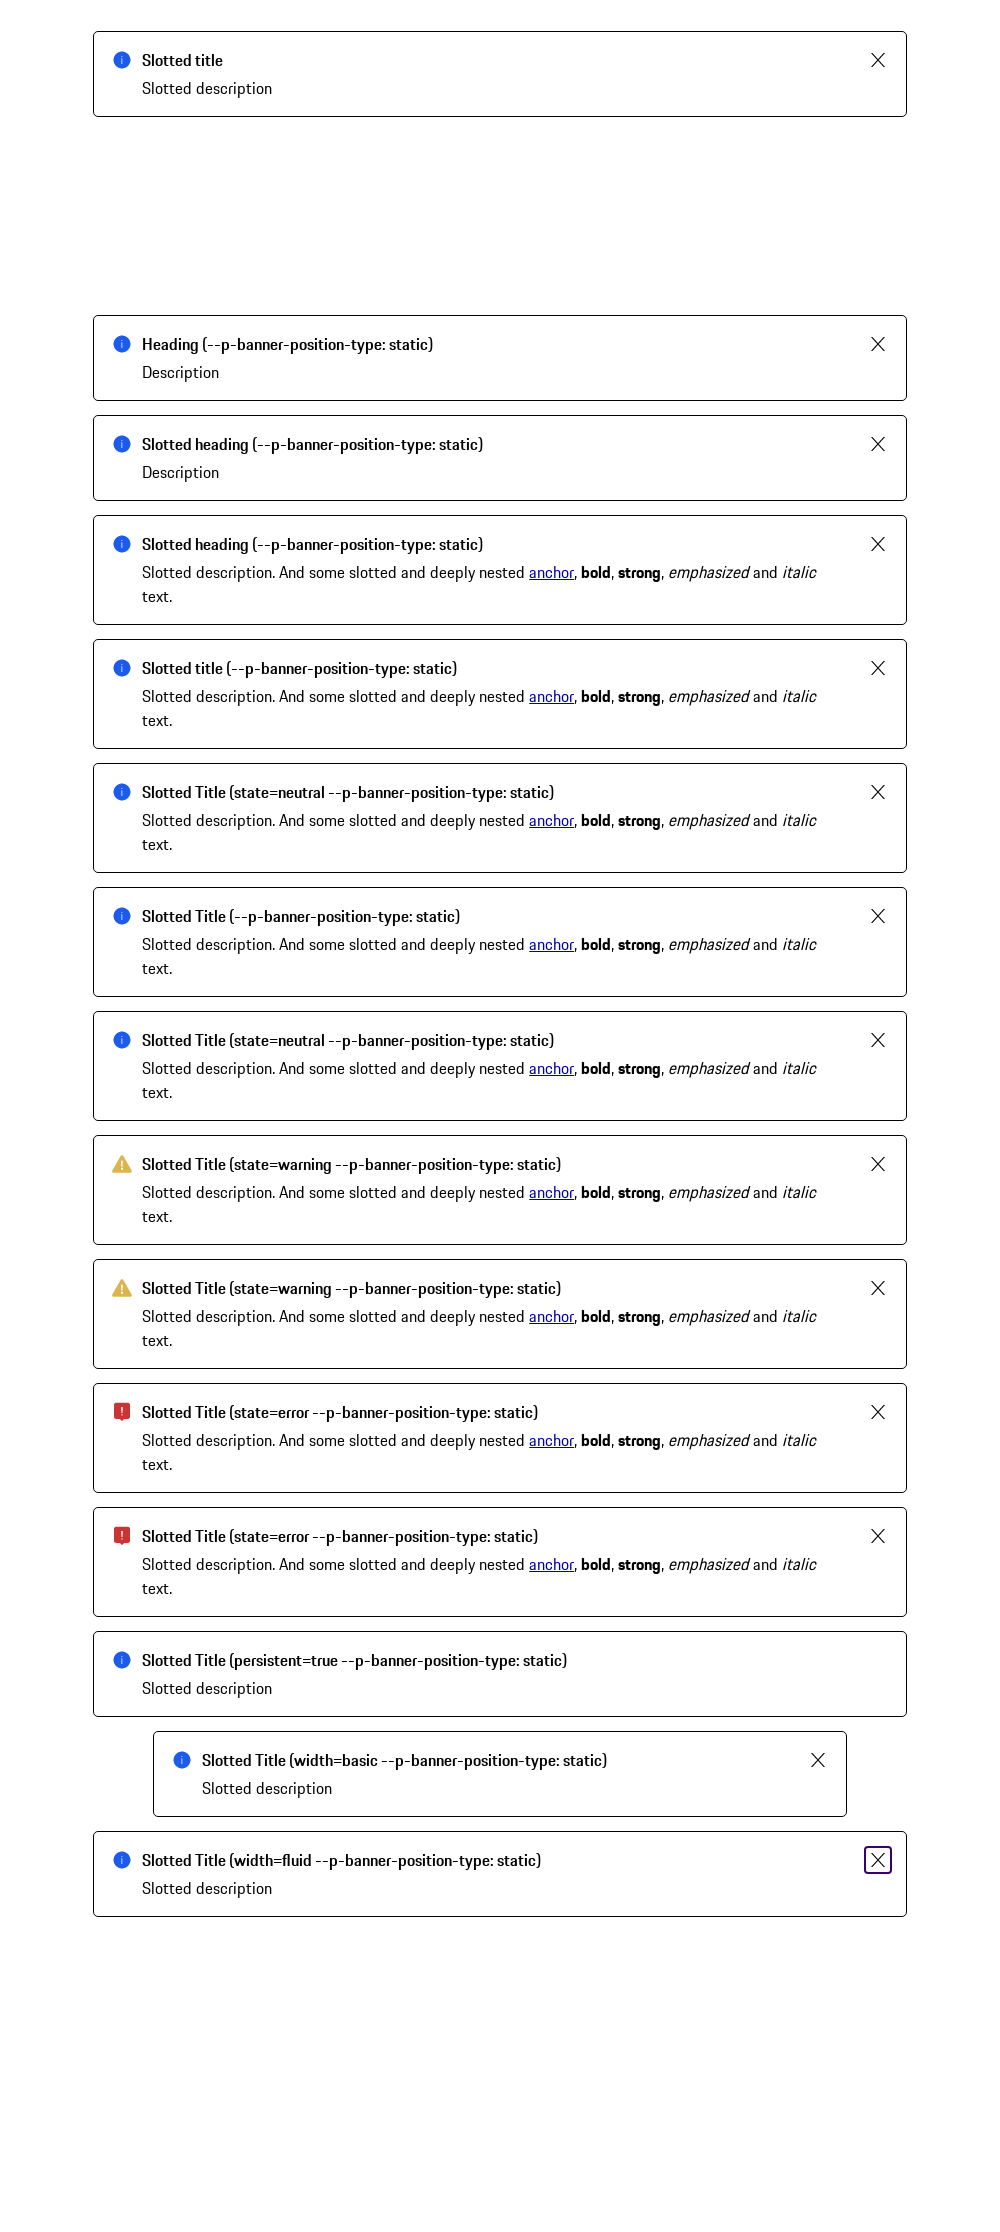 Slotted title
Slotted description
Heading (--p-banner-position-type: static)
Description
Slotted heading (--p-banner-position-type: static)
Description
Slotted heading (--p-banner-position-type: static)
Slotted description. And some slotted and deeply nested anchor, bold, strong, emphasized and italic
text.
Slotted title (--p-banner-position-type: static)
Slotted description. And some slotted and deeply nested anchor, bold, strong, emphasized and italic
text.
Slotted Title (state=neutral --p-banner-position-type: static)
Slotted description. And some slotted and deeply nested anchor, bold, strong, emphasized and italic
text.
Slotted Title (--p-banner-position-type: static)
Slotted description. And some slotted and deeply nested anchor, bold, strong, emphasized and italic
text.
Slotted Title (state=neutral --p-banner-position-type: static)
Slotted description. And some slotted and deeply nested anchor, bold, strong, emphasized and italic
text.
Slotted Title (state=warning --p-banner-position-type: static)
Slotted description. And some slotted and deeply nested anchor, bold, strong, emphasized and italic
text.
Slotted Title (state=warning --p-banner-position-type: static)
Slotted description. And some slotted and deeply nested anchor, bold, strong, emphasized and italic
text.
Slotted Title (state=error --p-banner-position-type: static)
Slotted description. And some slotted and deeply nested anchor, bold, strong, emphasized and italic
text.
Slotted Title (state=error --p-banner-position-type: static)
Slotted description. And some slotted and deeply nested anchor, bold, strong, emphasized and italic
text.
Slotted Title (persistent=true --p-banner-position-type: static)
Slotted description
Slotted Title (width=basic --p-banner-position-type: static)
Slotted description
Slotted Title (width=fluid --p-banner-position-type: static)
Slotted description